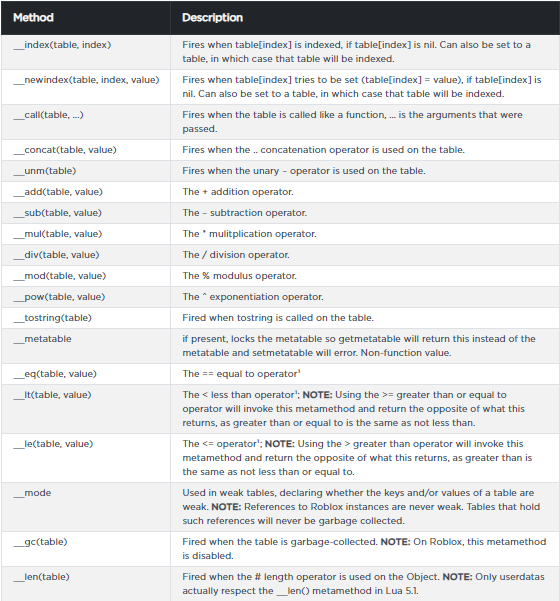 Method Description
__index(table, index) Fires when table[index] is indexed, if table[index] is nil. Can also be set to a
table, in which case that table will be indexed.
__newindex(table, index, value) Fires when table[index] tries to be set (table[index] = value), if table[index] is
nil. Can also be set to a table, in which case that table will be indexed.
__call(table, ...) Fires when the table is called like a function, ... is the arguments that were
passed.
__concat(table, value) Fires when the .. concatenation operator is used on the table.
__unm(table) Fires when the unary – operator is used on the table.
__add(table, value) The + addition operator.
__sub(table, value) The – subtraction operator.
__mul(table, value) The * mulitplication operator.
__div(table, value) The / division operator.
__mod(table, value) The % modulus operator.
__pow(table, value) The ^ exponentiation operator.
__tostring(table) Fired when tostring is called on the table.
__metatable if present, locks the metatable so getmetatable will return this instead of the
metatable and setmetatable will error. Non-function value.
__eq(table, value) The == equal to operator¹
__lt(table, value) The < less than operator¹; NOTE: Using the >= greater than or equal to
operator will invoke this metamethod and return the opposite of what this
returns, as greater than or equal to is the same as not less than.
__le(table, value) The <= operator¹; NOTE: Using the > greater than operator will invoke this
metamethod and return the opposite of what this returns, as greater than is
the same as not less than or equal to.
__mode Used in weak tables, declaring whether the keys and/or values of a table are
weak. NOTE: References to Roblox instances are never weak. Tables that hold
such references will never be garbage collected.
__gc(table) Fired when the table is garbage-collected. NOTE: On Roblox, this metamethod
is disabled.
__len(table) Fired when the # length operator is used on the Object. NOTE: Only userdatas
actually respect the __len() metamethod in Lua 5.1.